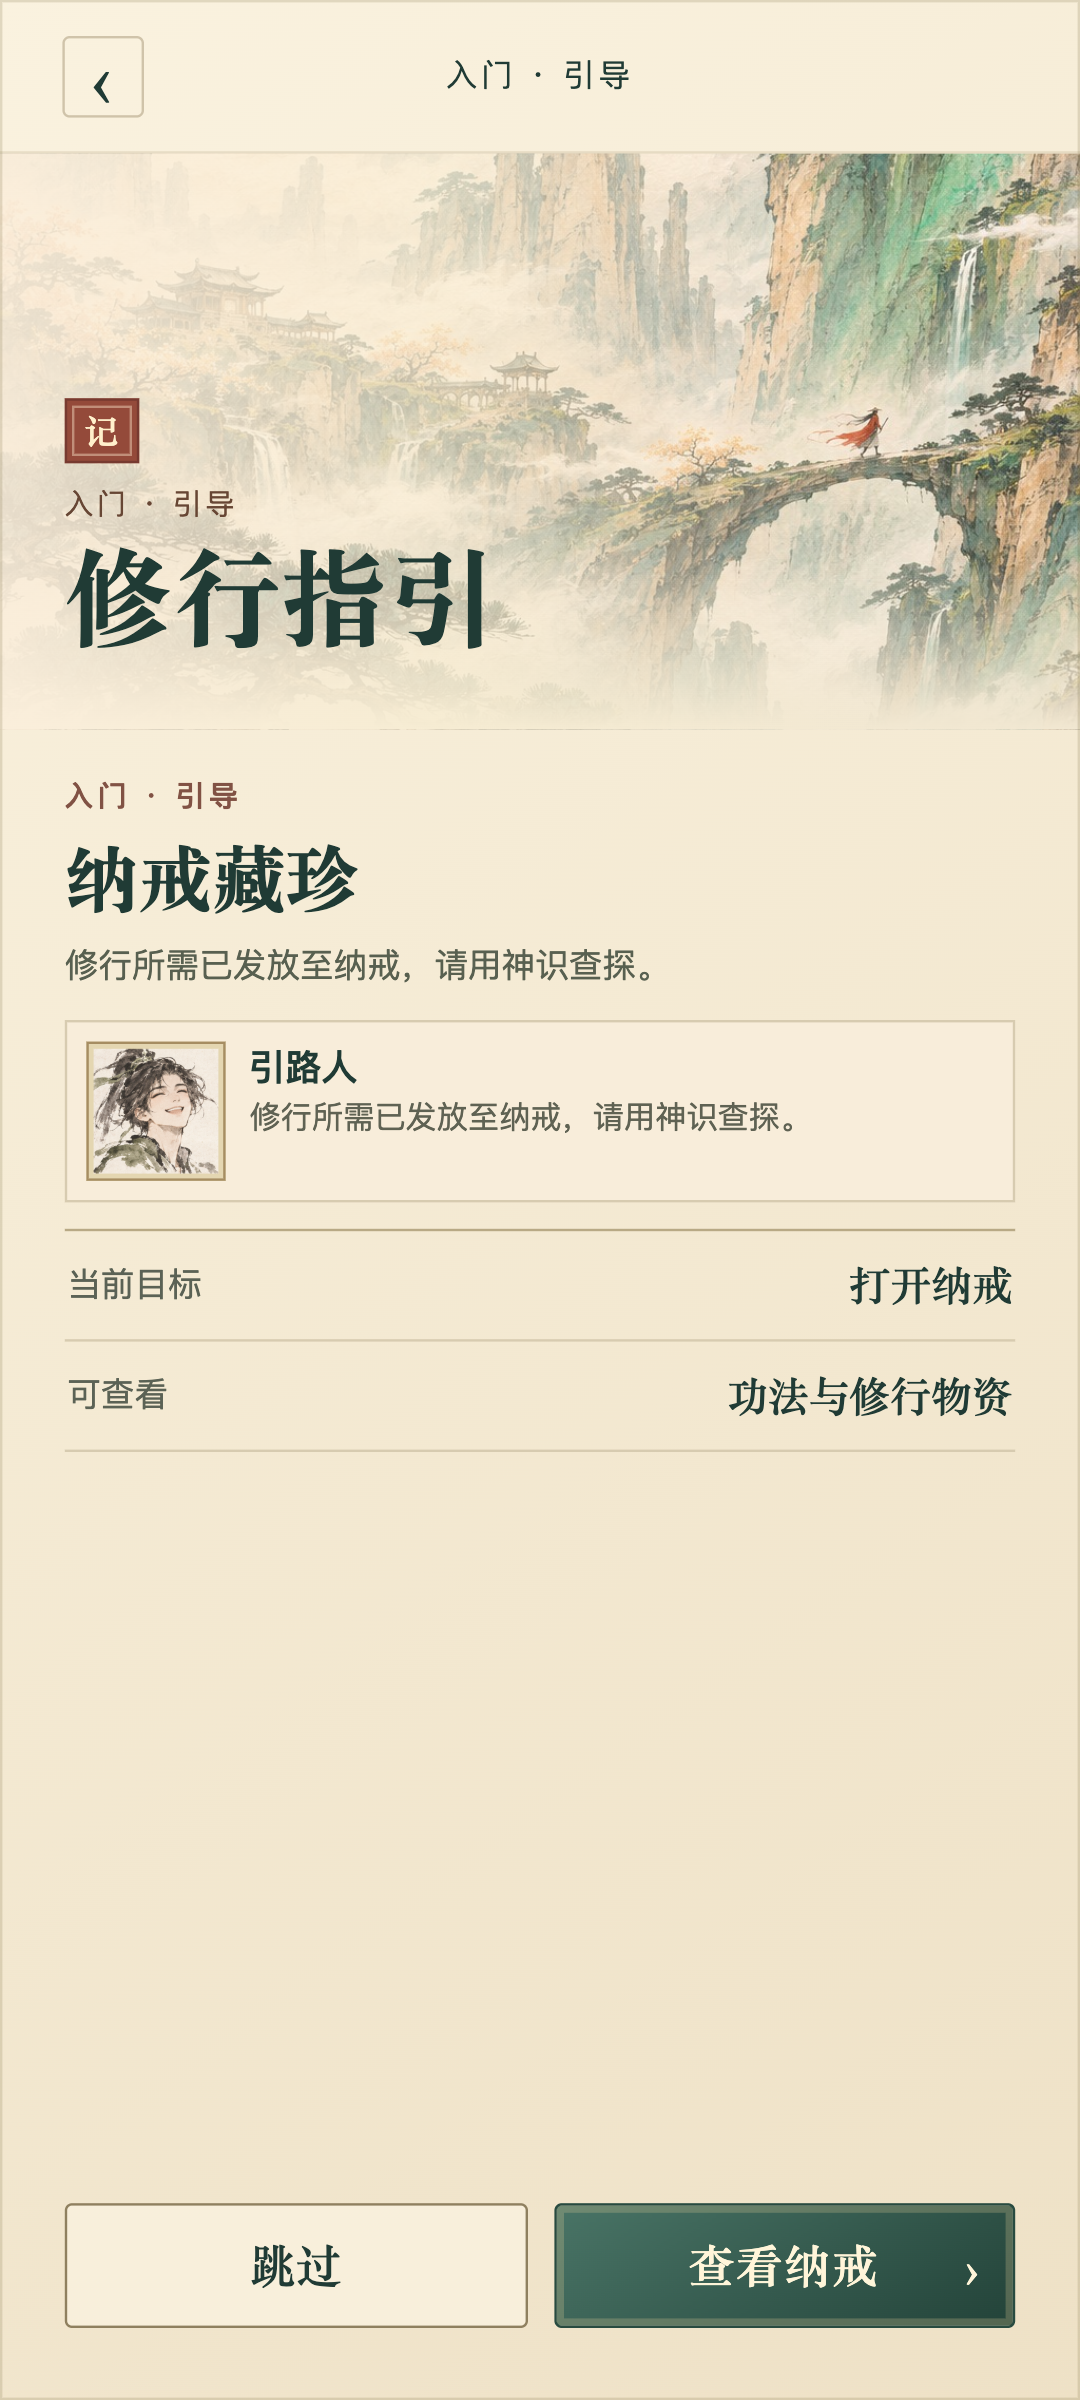 ‹
入门 · 引导
记
入门 · 引导
修行指引
入门 · 引导
纳戒藏珍
修行所需已发放至纳戒，请用神识查探。
引路人
修行所需已发放至纳戒，请用神识查探。
当前目标
打开纳戒
可查看
功法与修行物资
跳过
查看纳戒 ›